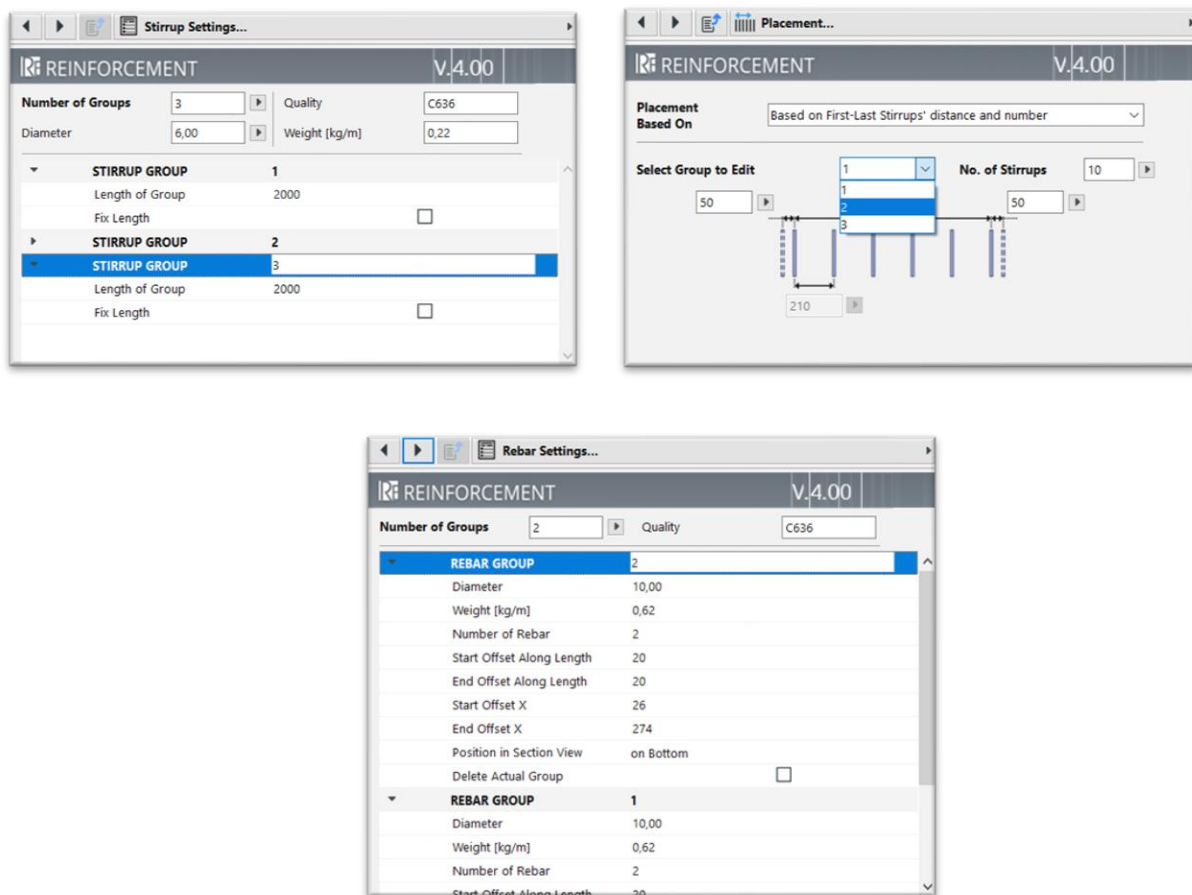 Stirrup Settings...
REINFORCEMENT V.4.00
Number of Groups 3 Quality C636
Diameter 6,00 Weight [kg/m] 0,22
STIRRUP GROUP 1
Length of Group 2000
Fix Length
STIRRUP GROUP 2
STIRRUP GROUP 3
Length of Group 2000
Fix Length
Placement...
REINFORCEMENT V.4.00
Placement
Based On
Based on First-Last Stirrups' distance and number
Select Group to Edit 1 No. of Stirrups 10
1
50 2 50
3
210
Rebar Settings...
REINFORCEMENT V.4.00
Number of Groups 2 Quality C636
REBAR GROUP 2
Diameter 10,00
Weight [kg/m] 0,62
Number of Rebar 2
Start Offset Along Length 20
End Offset Along Length 20
Start Offset X 26
End Offset X 274
Position in Section View on Bottom
Delete Actual Group
REBAR GROUP 1
Diameter 10,00
Weight [kg/m] 0,62
Number of Rebar 2
Start Offset Along Length 20